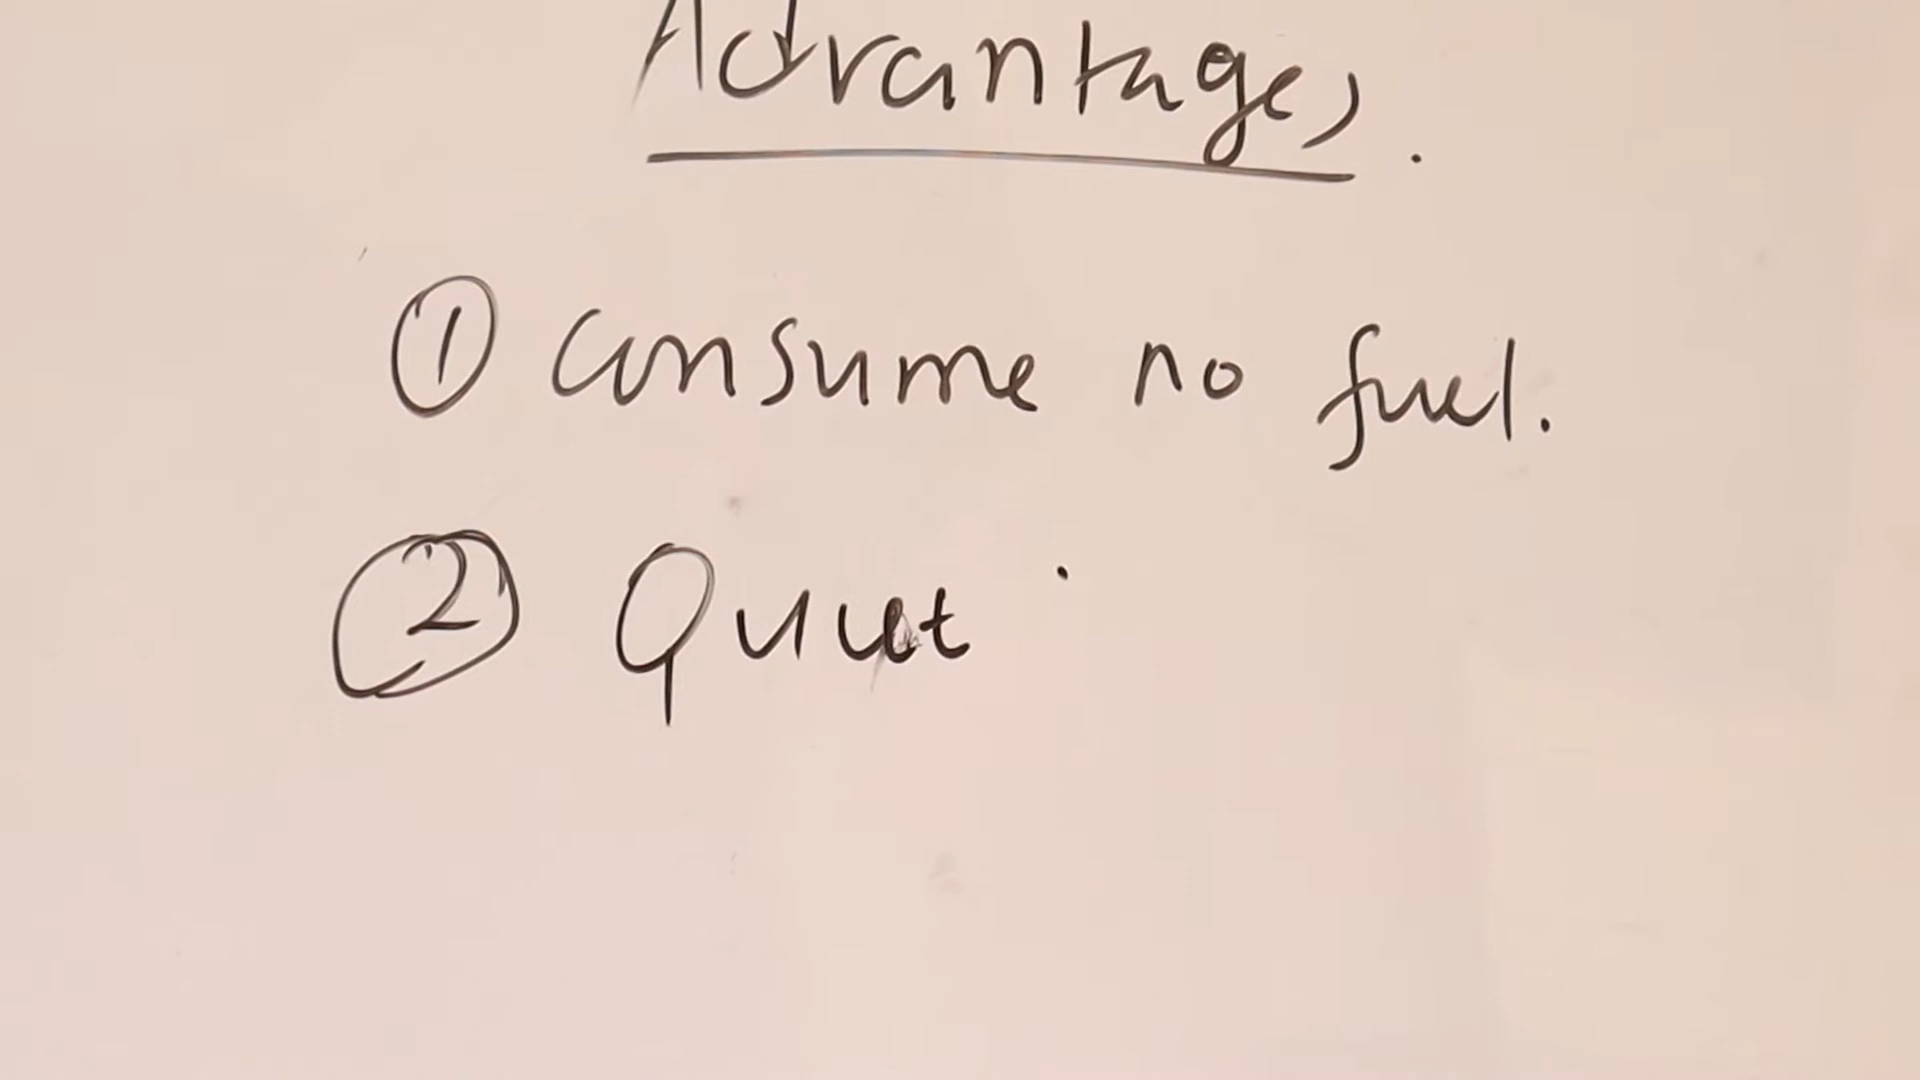 Advantages.
① Consume no fuel.
② Quiet